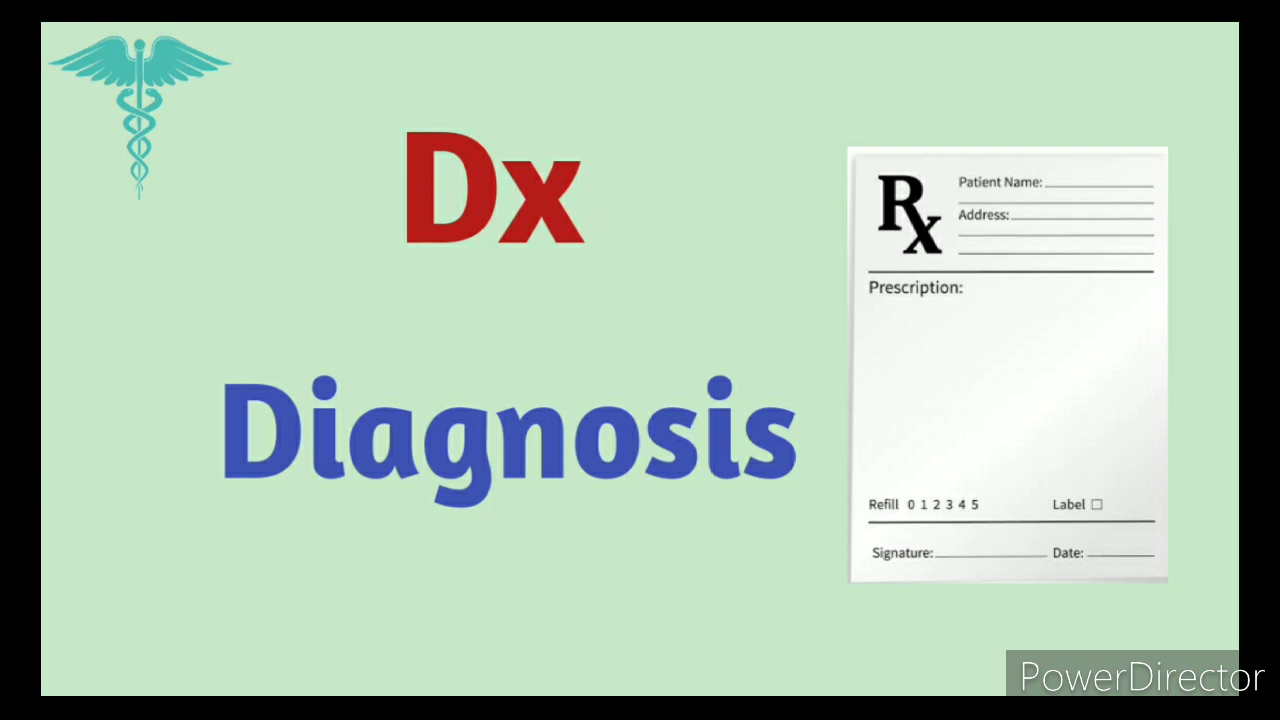 Dx
Diagnosis
Rx
Patient Name:
Address:
Prescription:
Refill 0 1 2 3 4 5 Label
Signature: Date:
PowerDirector